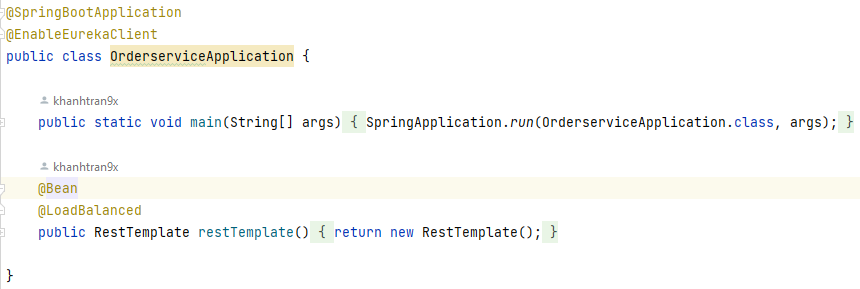 @SpringBootApplication
@EnableEurekaClient
public class OrderserviceApplication {
khanhtran9x
public static void main(String[] args) { SpringApplication.run(OrderserviceApplication.class, args); }
khanhtran9x
@Bean
@LoadBalanced
public RestTemplate restTemplate() { return new RestTemplate(); }
}